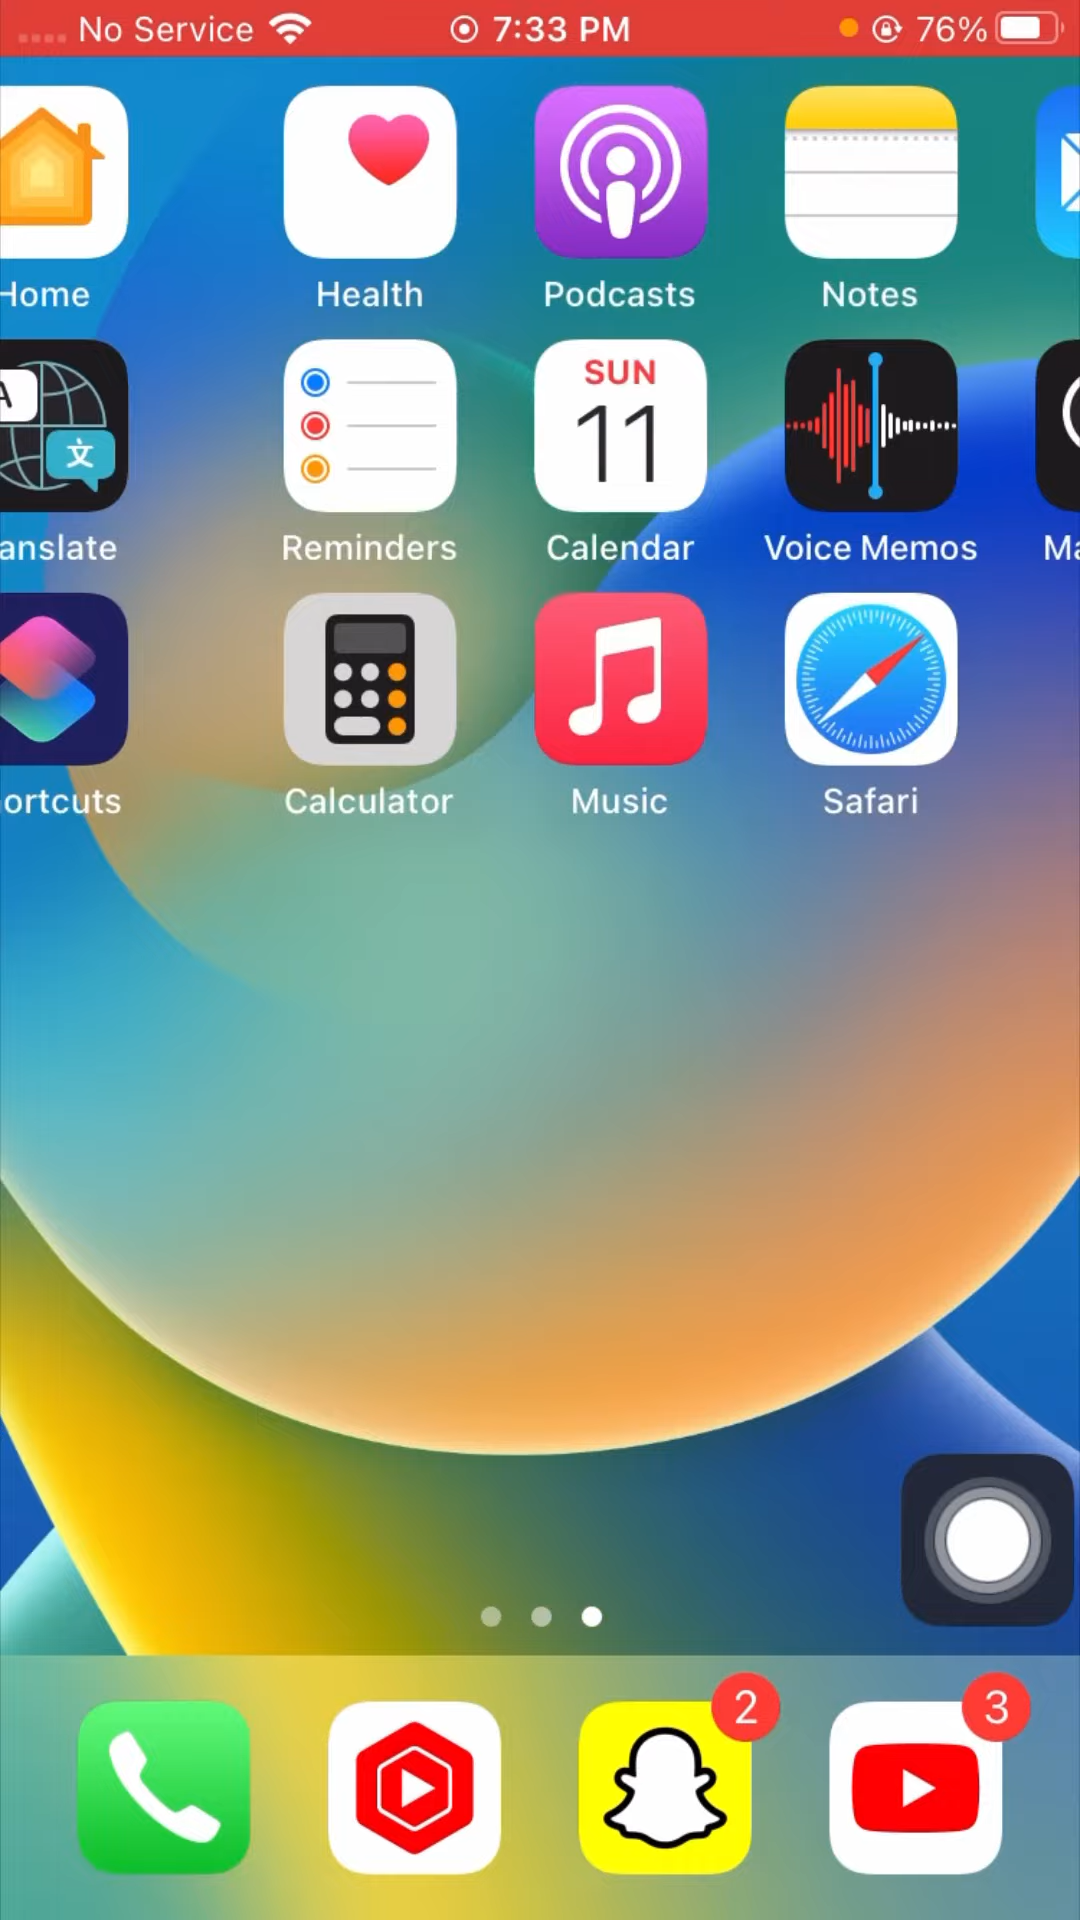 No Service 7:33 PM 76%
Home Health Podcasts Notes
A
文
SUN
11
anslate Reminders Calendar Voice Memos Ma
ortcuts Calculator Music Safari
2 3